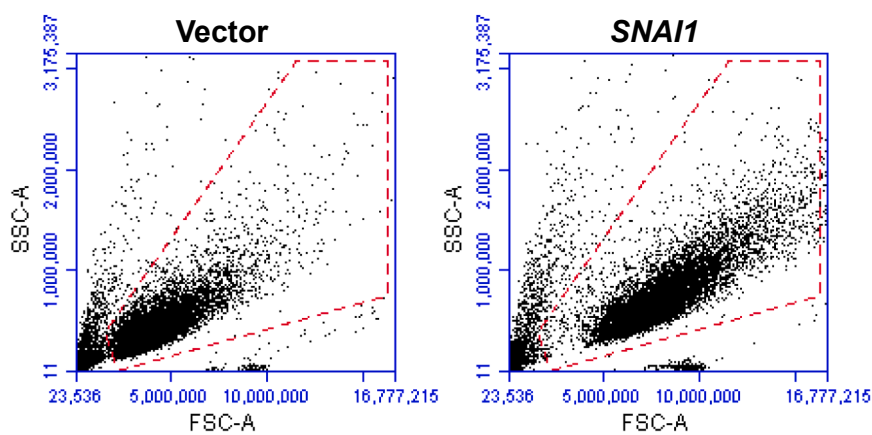 Vector
3,175,387
2,000,000
1,000,000
11
SSC-A
23,536
5,000,000
10,000,000
16,777,215
FSC-A
SNAI1
3,175,387
2,000,000
1,000,000
11
SSC-A
23,536
5,000,000
10,000,000
16,777,215
FSC-A